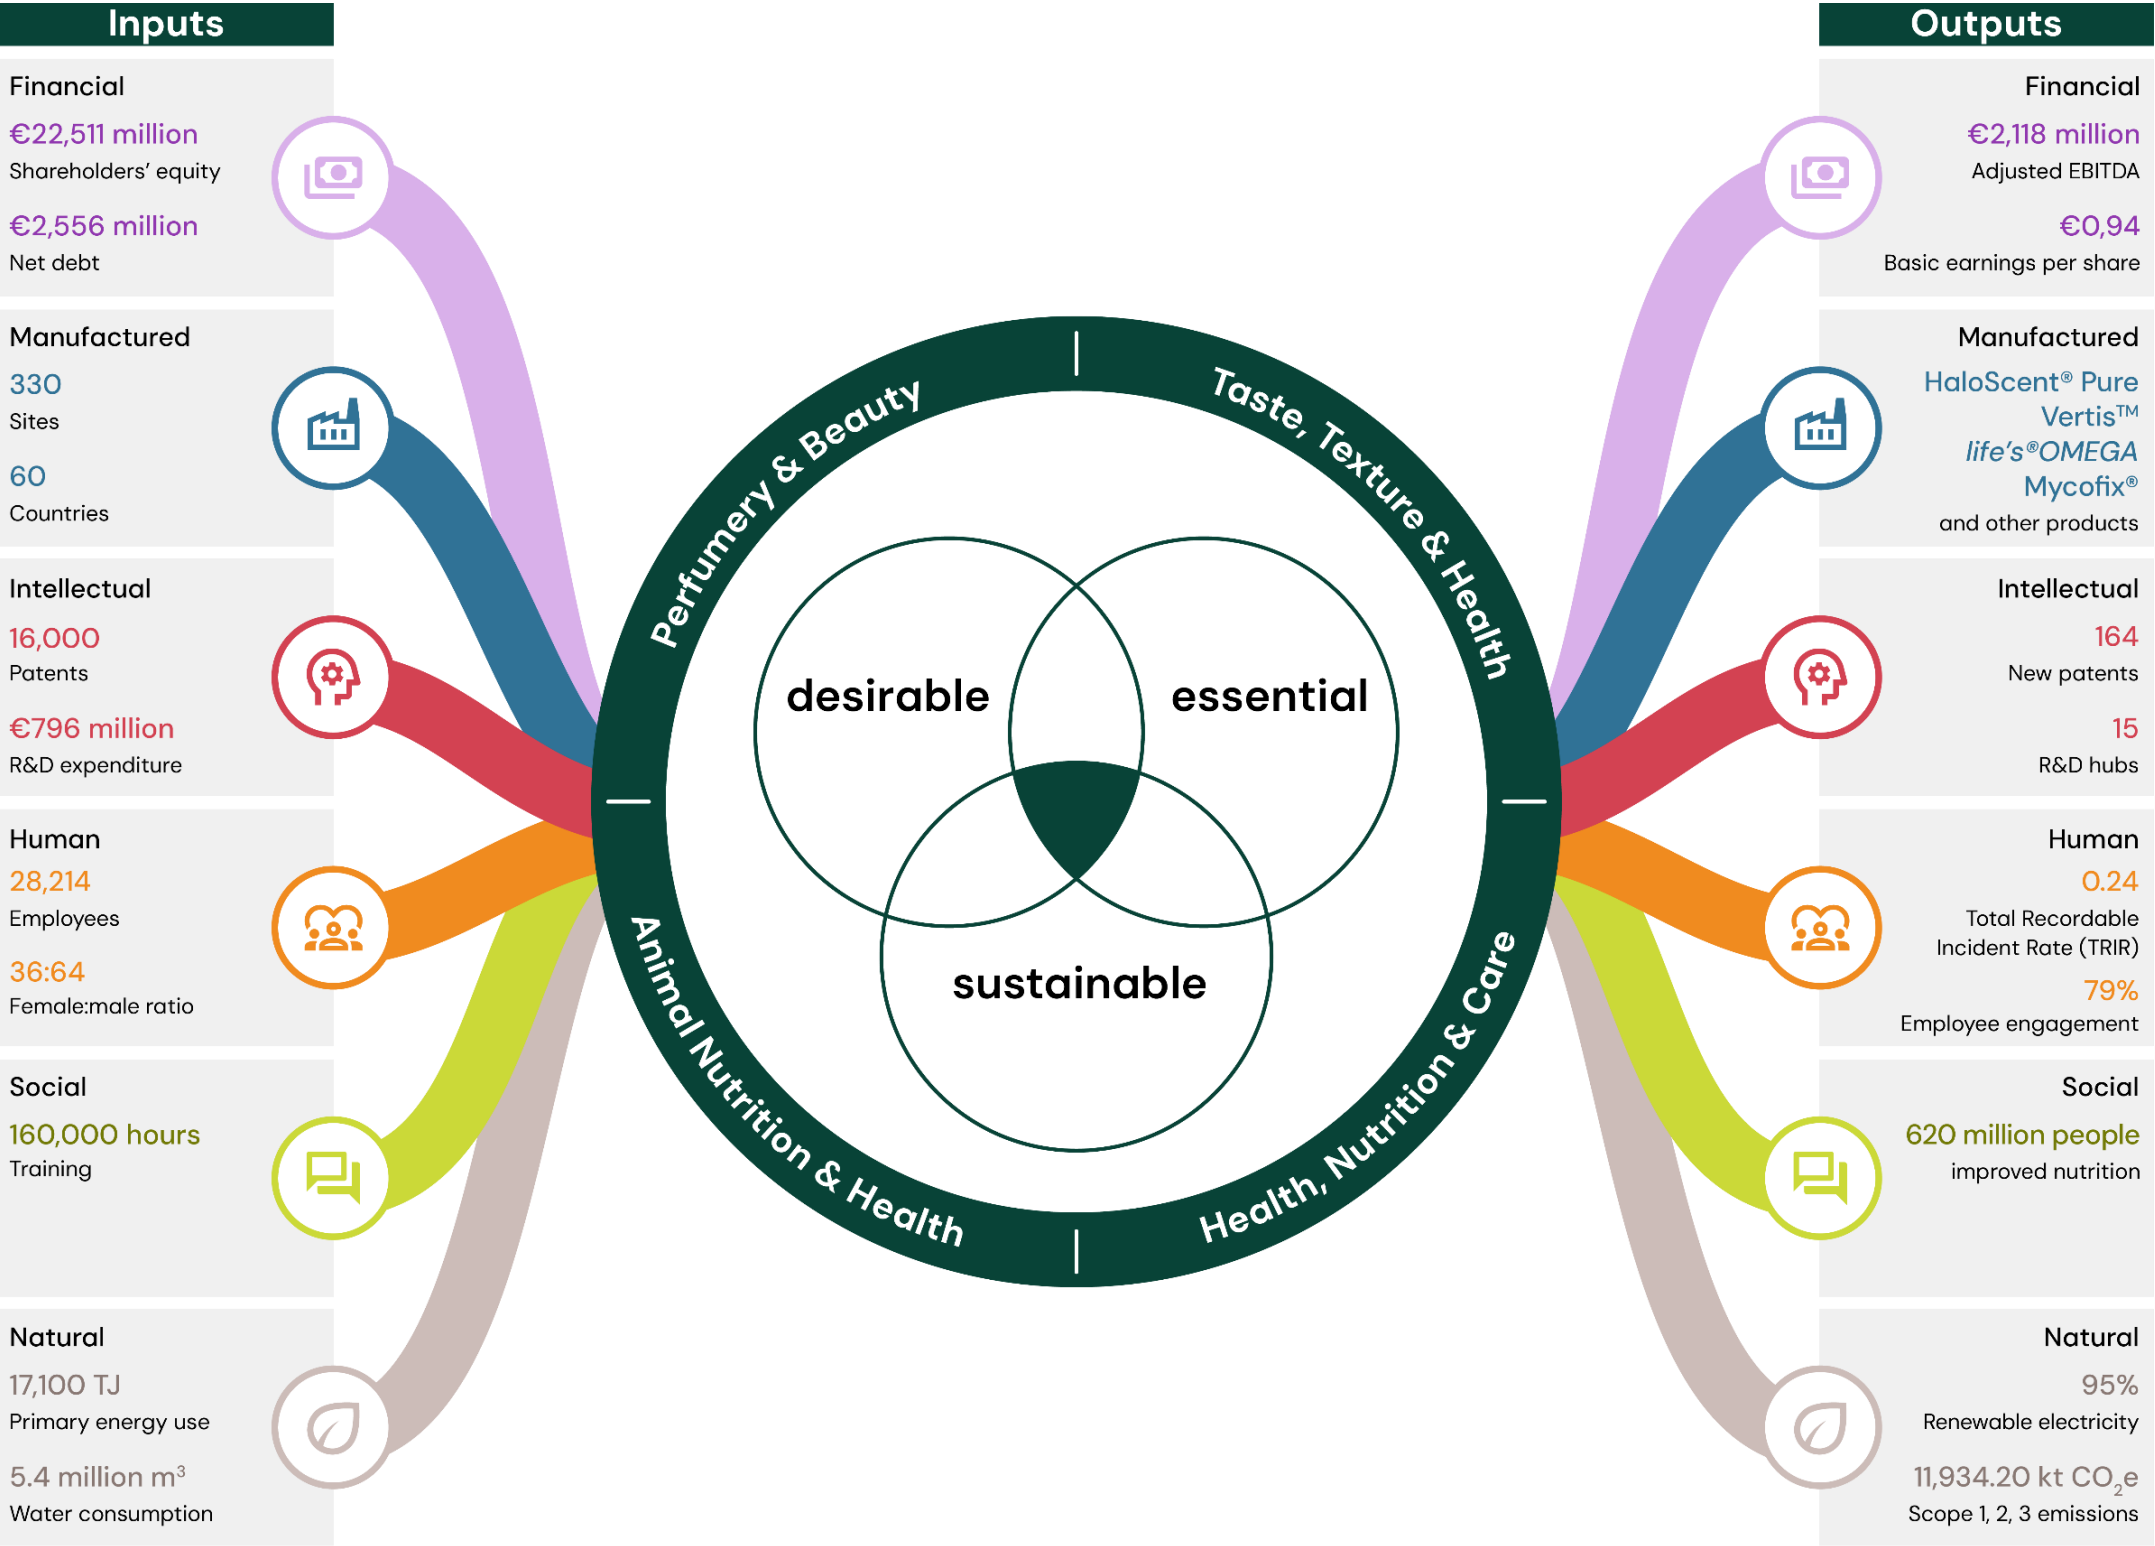 Inputs
Financial
€22,511 million
Shareholders’ equity
€2,556 million
Net debt
Manufactured
330
Sites
60
Countries
Intellectual
16,000
Patents
€796 million
R&D expenditure
Human
28,214
Employees
36:64
Female:male ratio
Social
160,000 hours
Training
Natural
17,100 TJ
Primary energy use
5.4 million m³
Water consumption
Perfumery & Beauty
Taste, Texture & Health
Animal Nutrition & Health
Health, Nutrition & Care
desirable
essential
sustainable
Outputs
Financial
€2,118 million
Adjusted EBITDA
€0,94
Basic earnings per share
Manufactured
HaloScent® Pure
Vertis™
life’s®OMEGA
Mycofix®
and other products
Intellectual
164
New patents
15
R&D hubs
Human
0.24
Total Recordable
Incident Rate (TRIR)
79%
Employee engagement
Social
620 million people
improved nutrition
Natural
95%
Renewable electricity
11,934.20 kt CO₂e
Scope 1, 2, 3 emissions